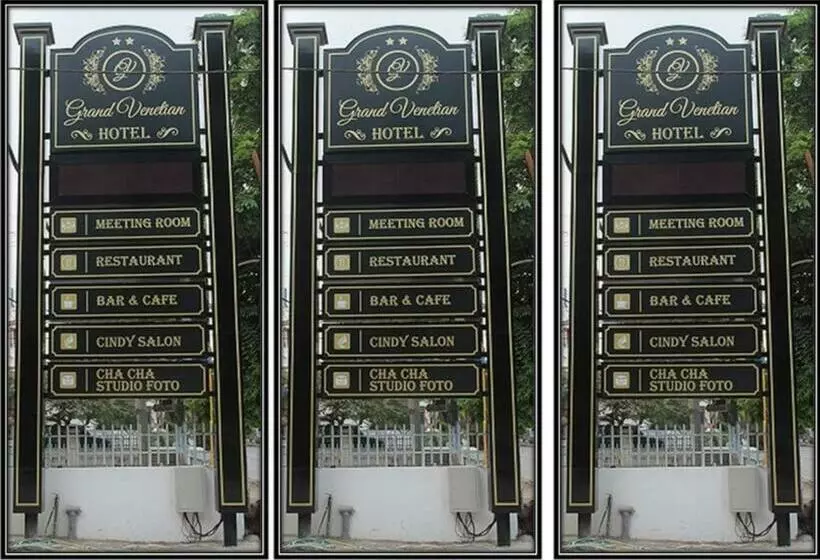 Grand Venetian
HOTEL
MEETING ROOM
RESTAURANT
BAR & CAFE
CINDY SALON
CHA CHA
STUDIO FOTO
Grand Venetian
HOTEL
MEETING ROOM
RESTAURANT
BAR & CAFE
CINDY SALON
CHA CHA
STUDIO FOTO
Grand Venetian
HOTEL
MEETING ROOM
RESTAURANT
BAR & CAFE
CINDY SALON
CHA CHA
STUDIO FOTO